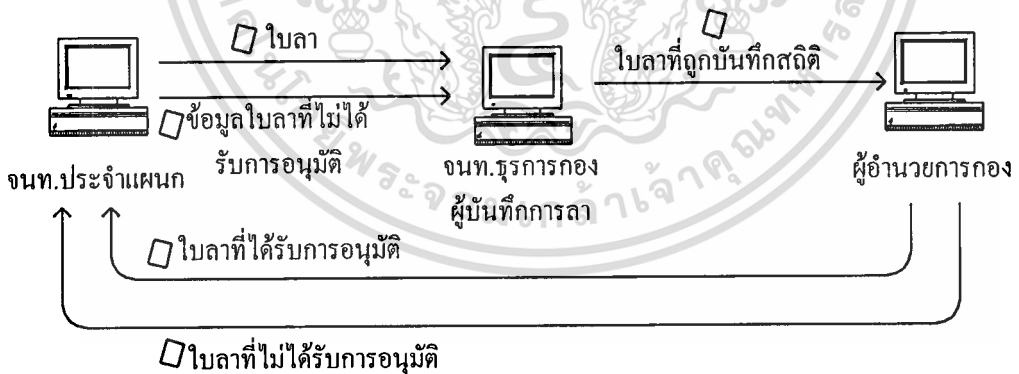 ใบลา
ใบลาที่ถูกบันทึกสถิติ
ข้อมูลใบลาที่ไม่ได้
รับการอนุมัติ
จนท.ประจำแผนก
จนท.ธุรการกอง
ผู้บันทึกการลา
ผู้อำนวยการกอง
ใบลาที่ได้รับการอนุมัติ
ใบลาที่ไม่ได้รับการอนุมัติ